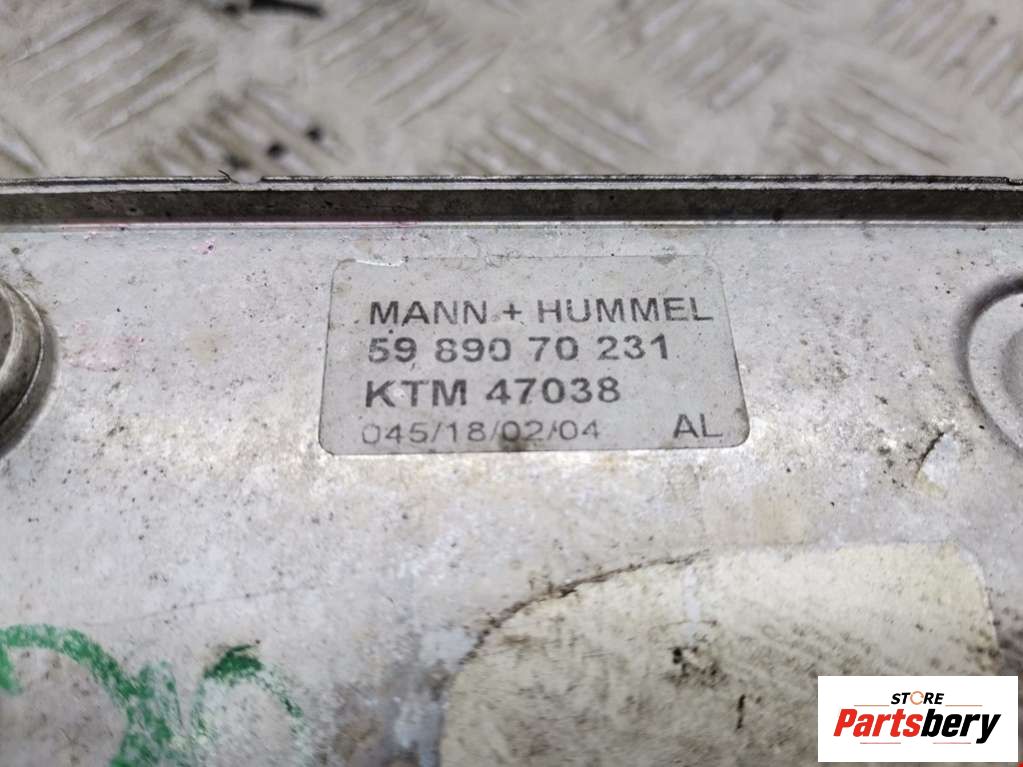 MANN + HUMMEL
59 890 70 231
KTM 47038
045/18/02/04 AL
STORE
Partsbery